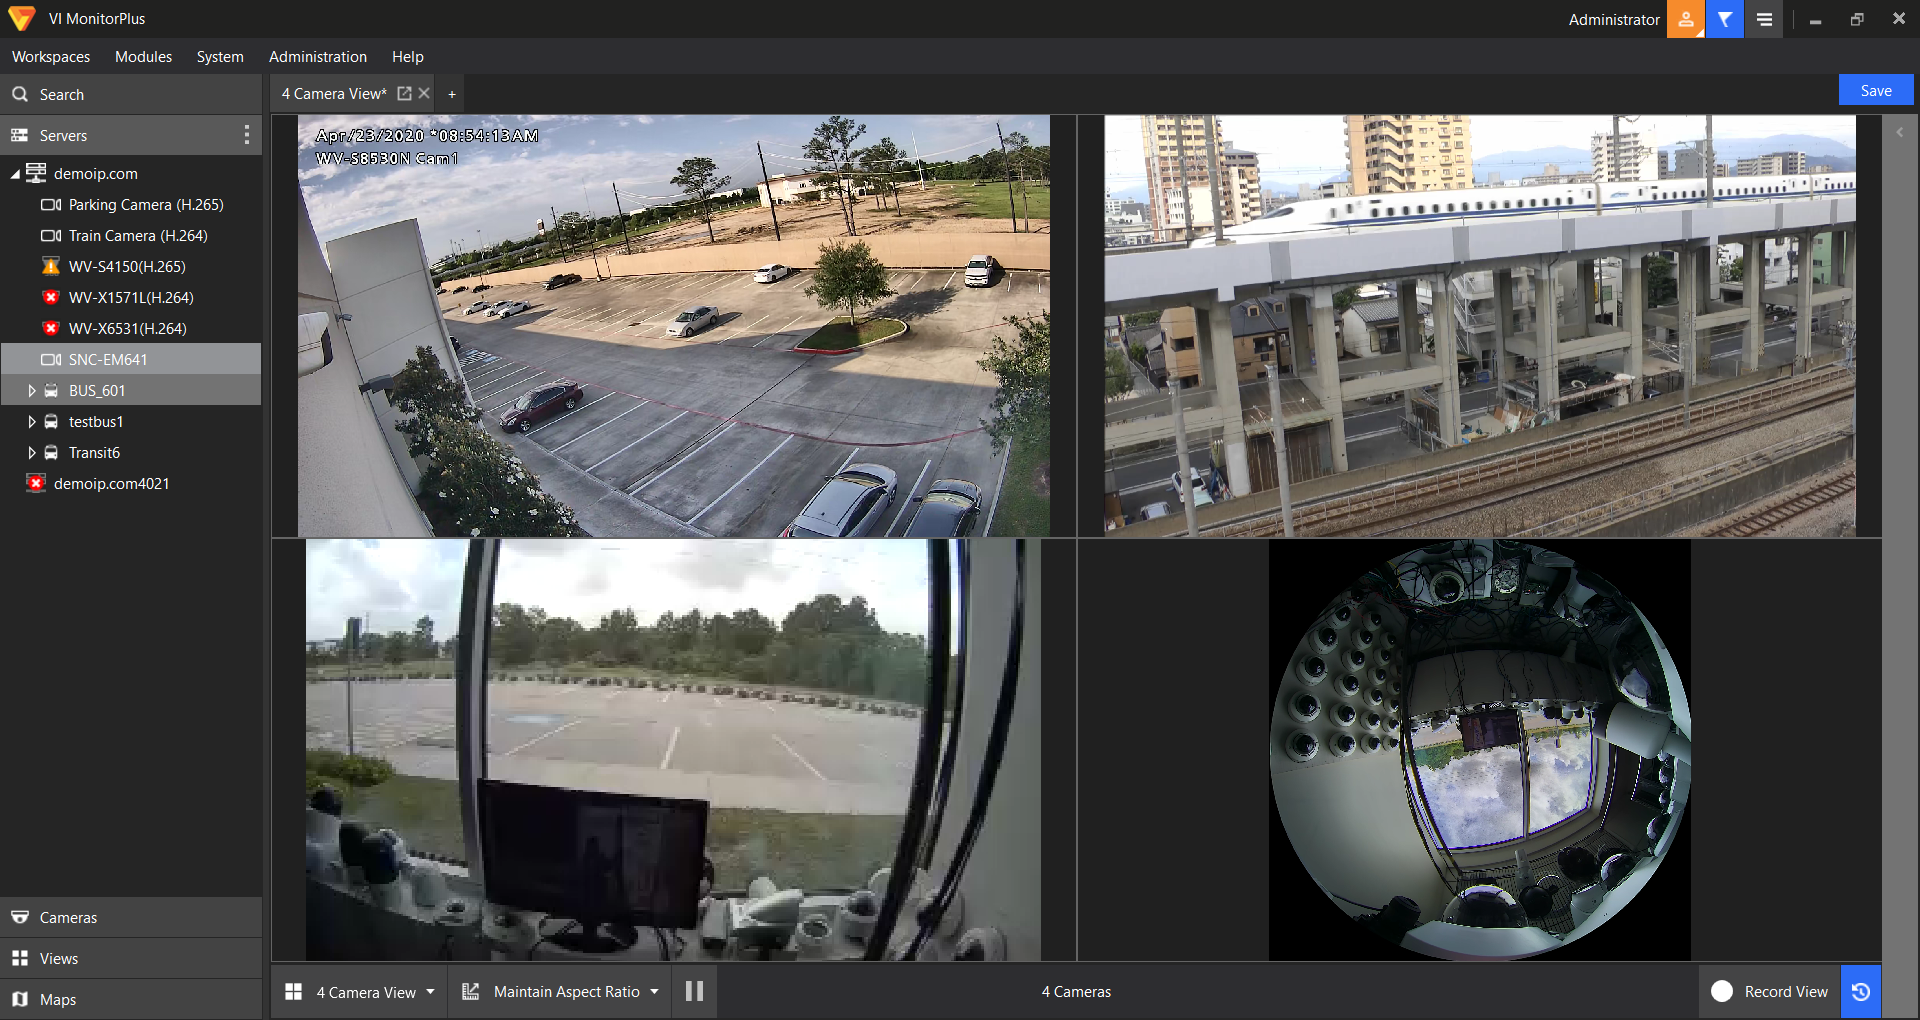 VI MonitorPlus
Administrator
Workspaces Modules System Administration Help
Search
4 Camera View*
+
Save
Servers
demoip.com
Parking Camera (H.265)
Train Camera (H.264)
WV-S4150(H.265)
WV-X1571L(H.264)
WV-X6531(H.264)
SNC-EM641
BUS_601
testbus1
Transit6
demoip.com4021
Apr/23/2020 *08:54:13AM
WV-S8530N Cam1
Cameras
Views
Maps
4 Camera View
Maintain Aspect Ratio
4 Cameras
Record View